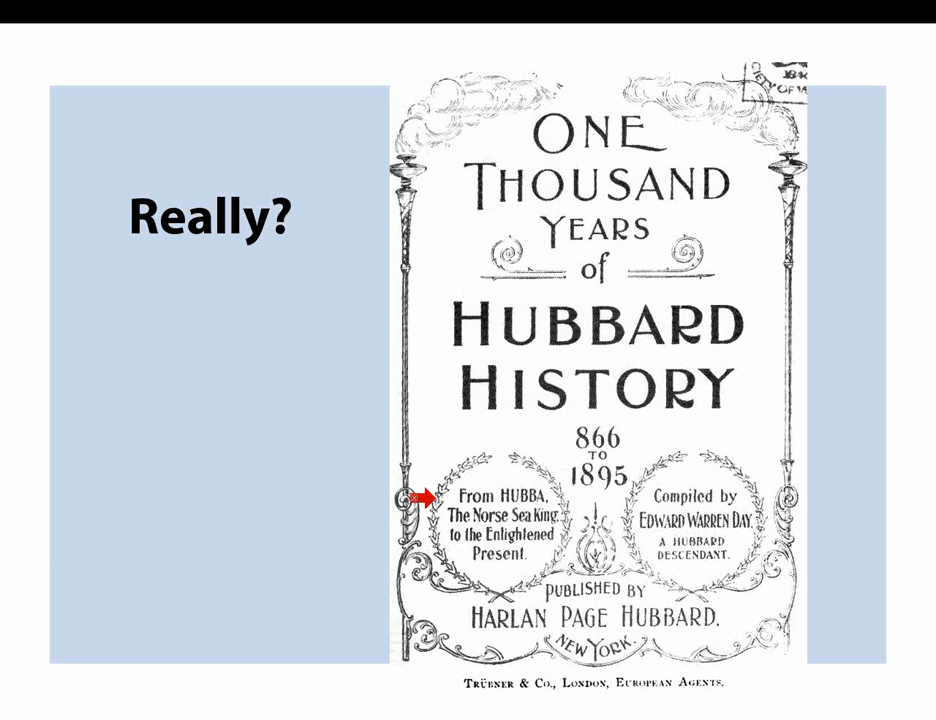 Really?
ONE
THOUSAND
YEARS
of
HUBBARD
HISTORY
866
TO
1895
From HUBBA,
The Norse Sea King,
to the Enlightened
Present.
Compiled by
EDWARD WARREN DAY.
A HUBBARD
DESCENDANT.
PUBLISHED BY
HARLAN PAGE HUBBARD.
NEW YORK.
TRÜBNER & CO., LONDON, EUROPEAN AGENTS.